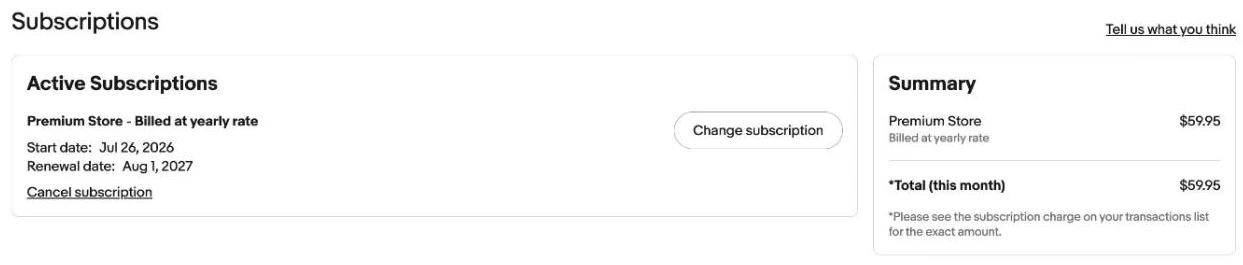 Subscriptions
Tell us what you think
Active Subscriptions
Premium Store - Billed at yearly rate
Start date: Jul 26, 2026
Renewal date: Aug 1, 2027
Cancel subscription
Change subscription
Summary
Premium Store $59.95
Billed at yearly rate
*Total (this month) $59.95
*Please see the subscription charge on your transactions list
for the exact amount.